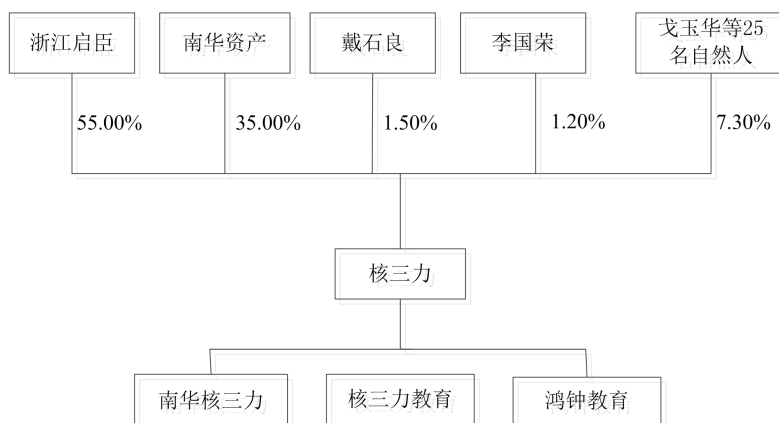 浙江启臣
南华资产
戴石良
李国荣
戈玉华等25
名自然人
55.00%
35.00%
1.50%
1.20%
7.30%
核三力
南华核三力
核三力教育
鸿钟教育